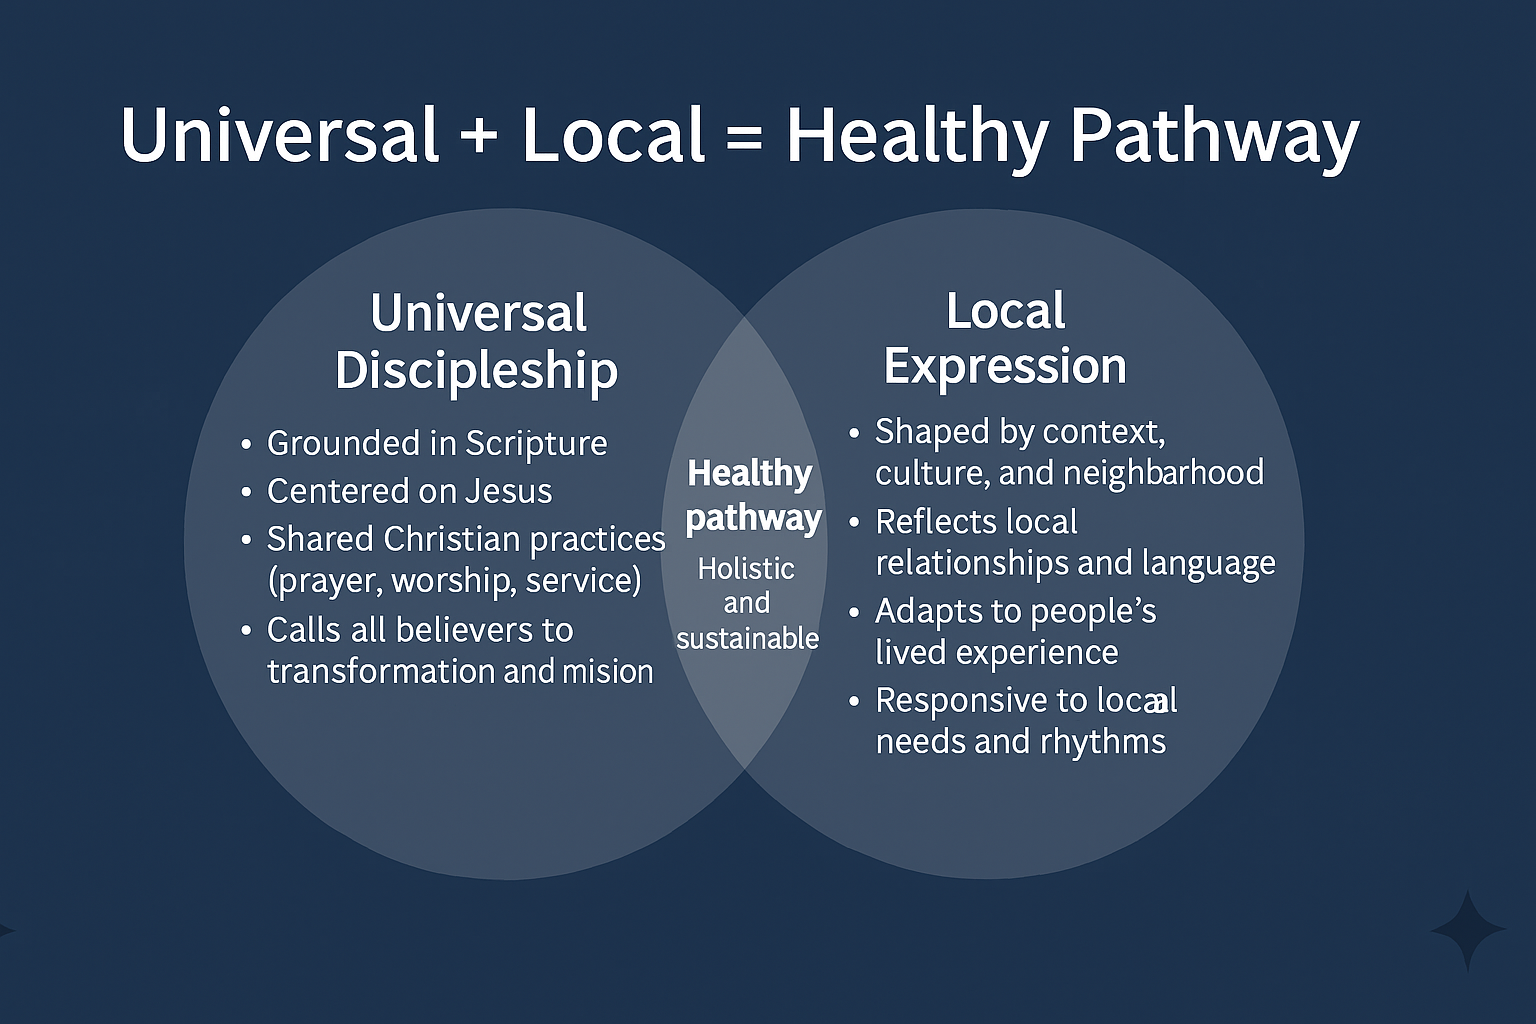 Universal + Local = Healthy Pathway
Universal
Discipleship
• Grounded in Scripture
• Centered on Jesus
• Shared Christian practices
(prayer, worship, service)
• Calls all believers to
transformation and mision
Healthy
pathway
Holistic
and
sustainable
Local
Expression
• Shaped by context,
culture, and neighbarhood
• Reflects local
relationships and language
• Adapts to people’s
lived experience
• Responsive to locaal
needs and rhythms